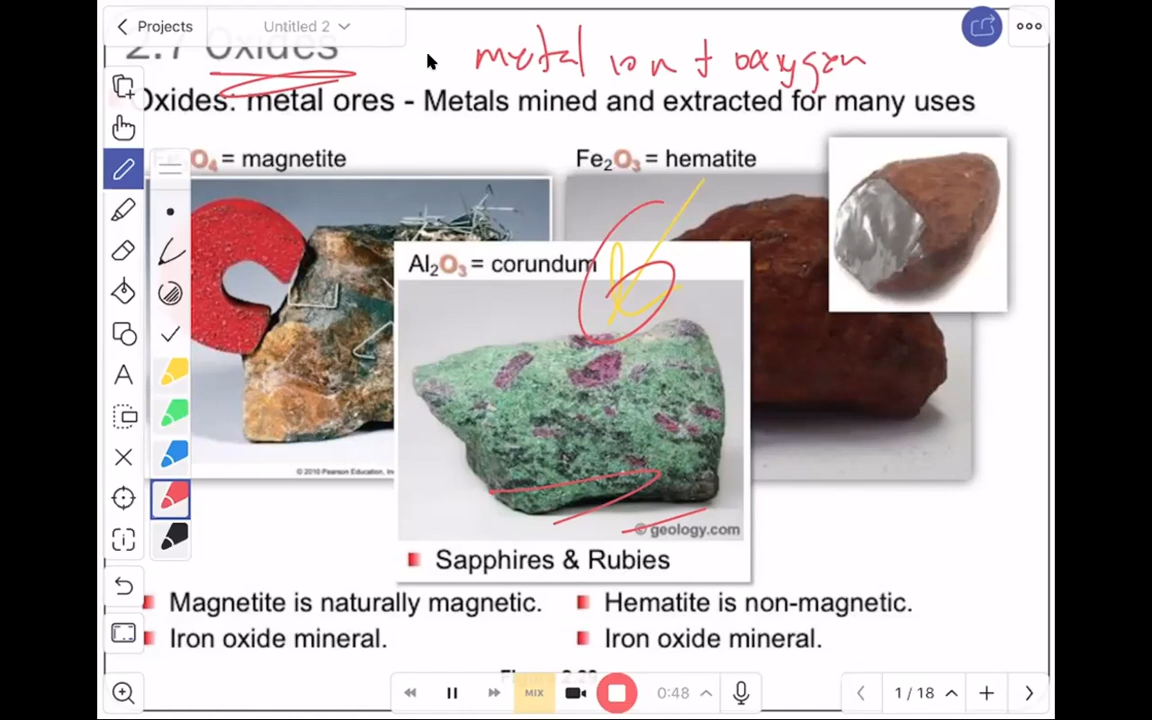 Projects
Untitled 2
2.7 Oxides
metal ion + oxygen
Oxides: metal ores - Metals mined and extracted for many uses
O4 = magnetite
Fe2O3 = hematite
Al2O3 = corundum
© 2010 Pearson Education, In
© geology.com
Sapphires & Rubies
Magnetite is naturally magnetic.
Hematite is non-magnetic.
Iron oxide mineral.
Iron oxide mineral.
MIX
0:48
1 / 18